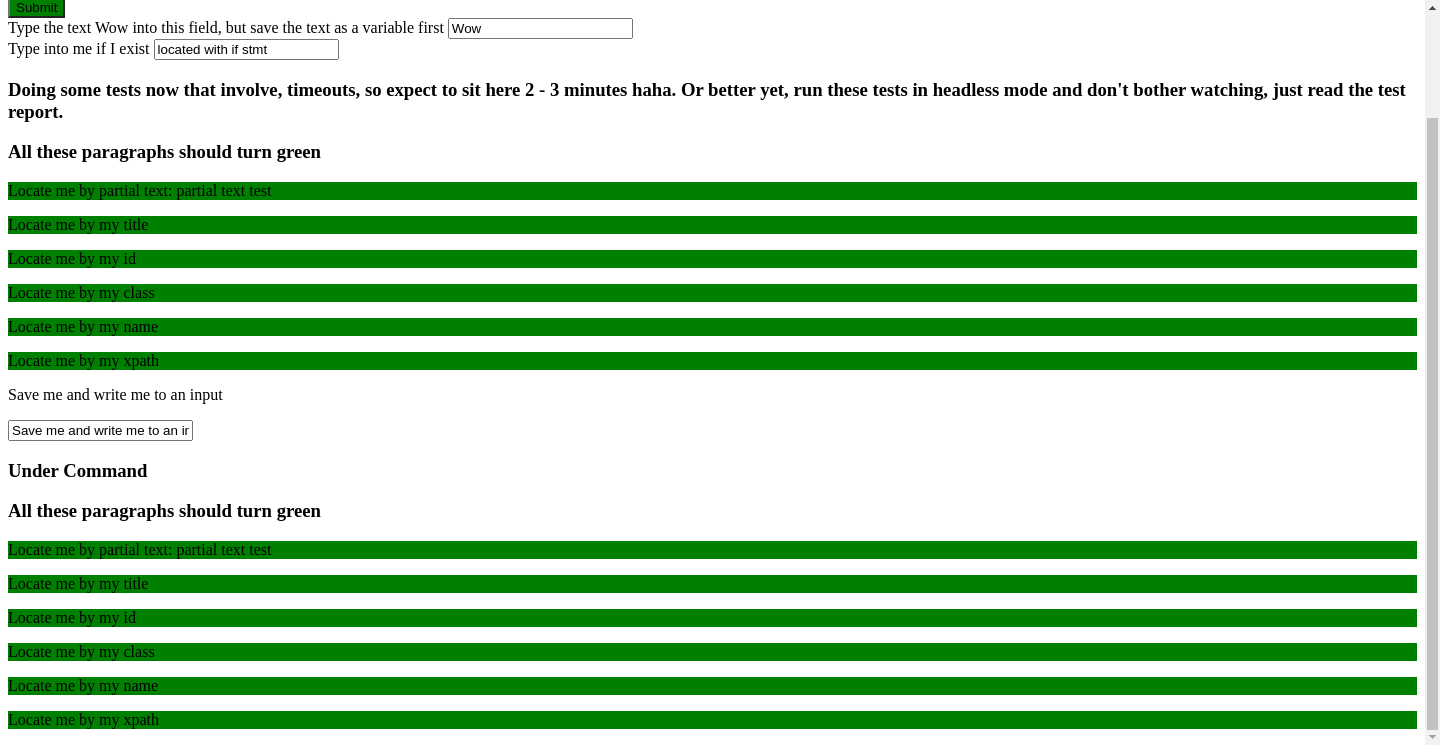 Submit
Type the text Wow into this field, but save the text as a variable first Wow
Type into me if I exist located with if stmt
Doing some tests now that involve, timeouts, so expect to sit here 2 - 3 minutes haha. Or better yet, run these tests in headless mode and don't bother watching, just read the test
report.
All these paragraphs should turn green
Locate me by partial text: partial text test
Locate me by my title
Locate me by my id
Locate me by my class
Locate me by my name
Locate me by my xpath
Save me and write me to an input
Save me and write me to an ir
Under Command
All these paragraphs should turn green
Locate me by partial text: partial text test
Locate me by my title
Locate me by my id
Locate me by my class
Locate me by my name
Locate me by my xpath